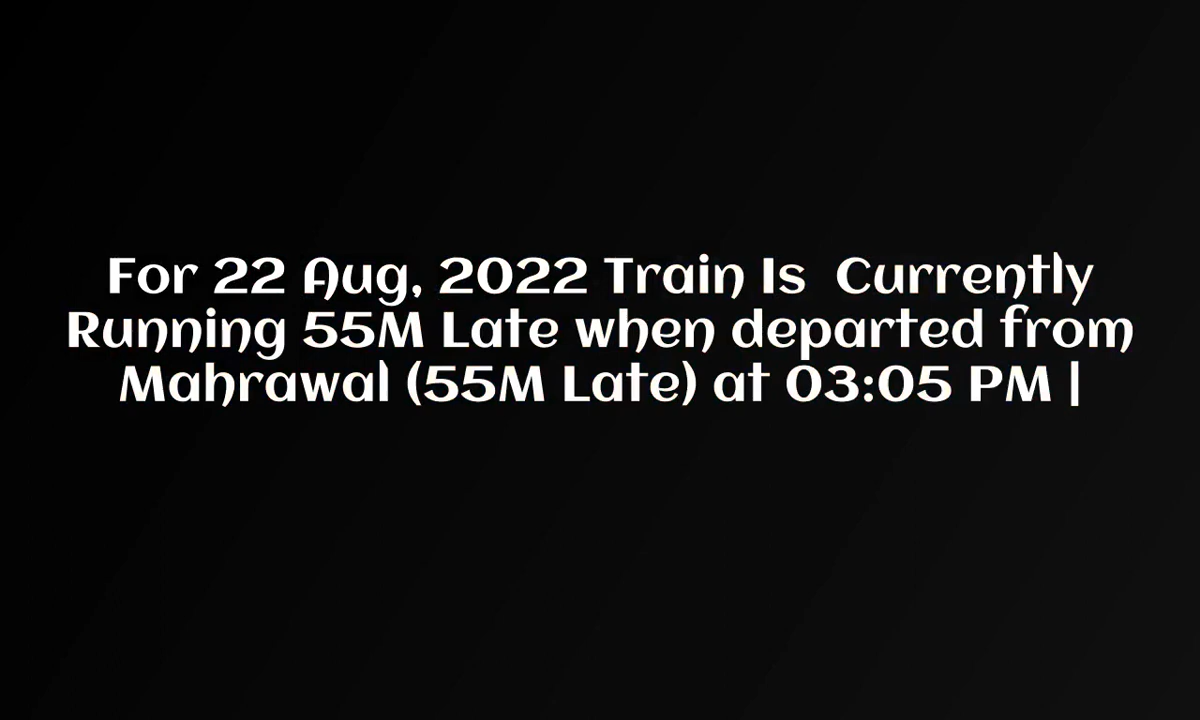 For 22 Aug, 2022 Train Is  Currently
Running 55M Late when departed from
Mahrawal (55M Late) at 03:05 PM |